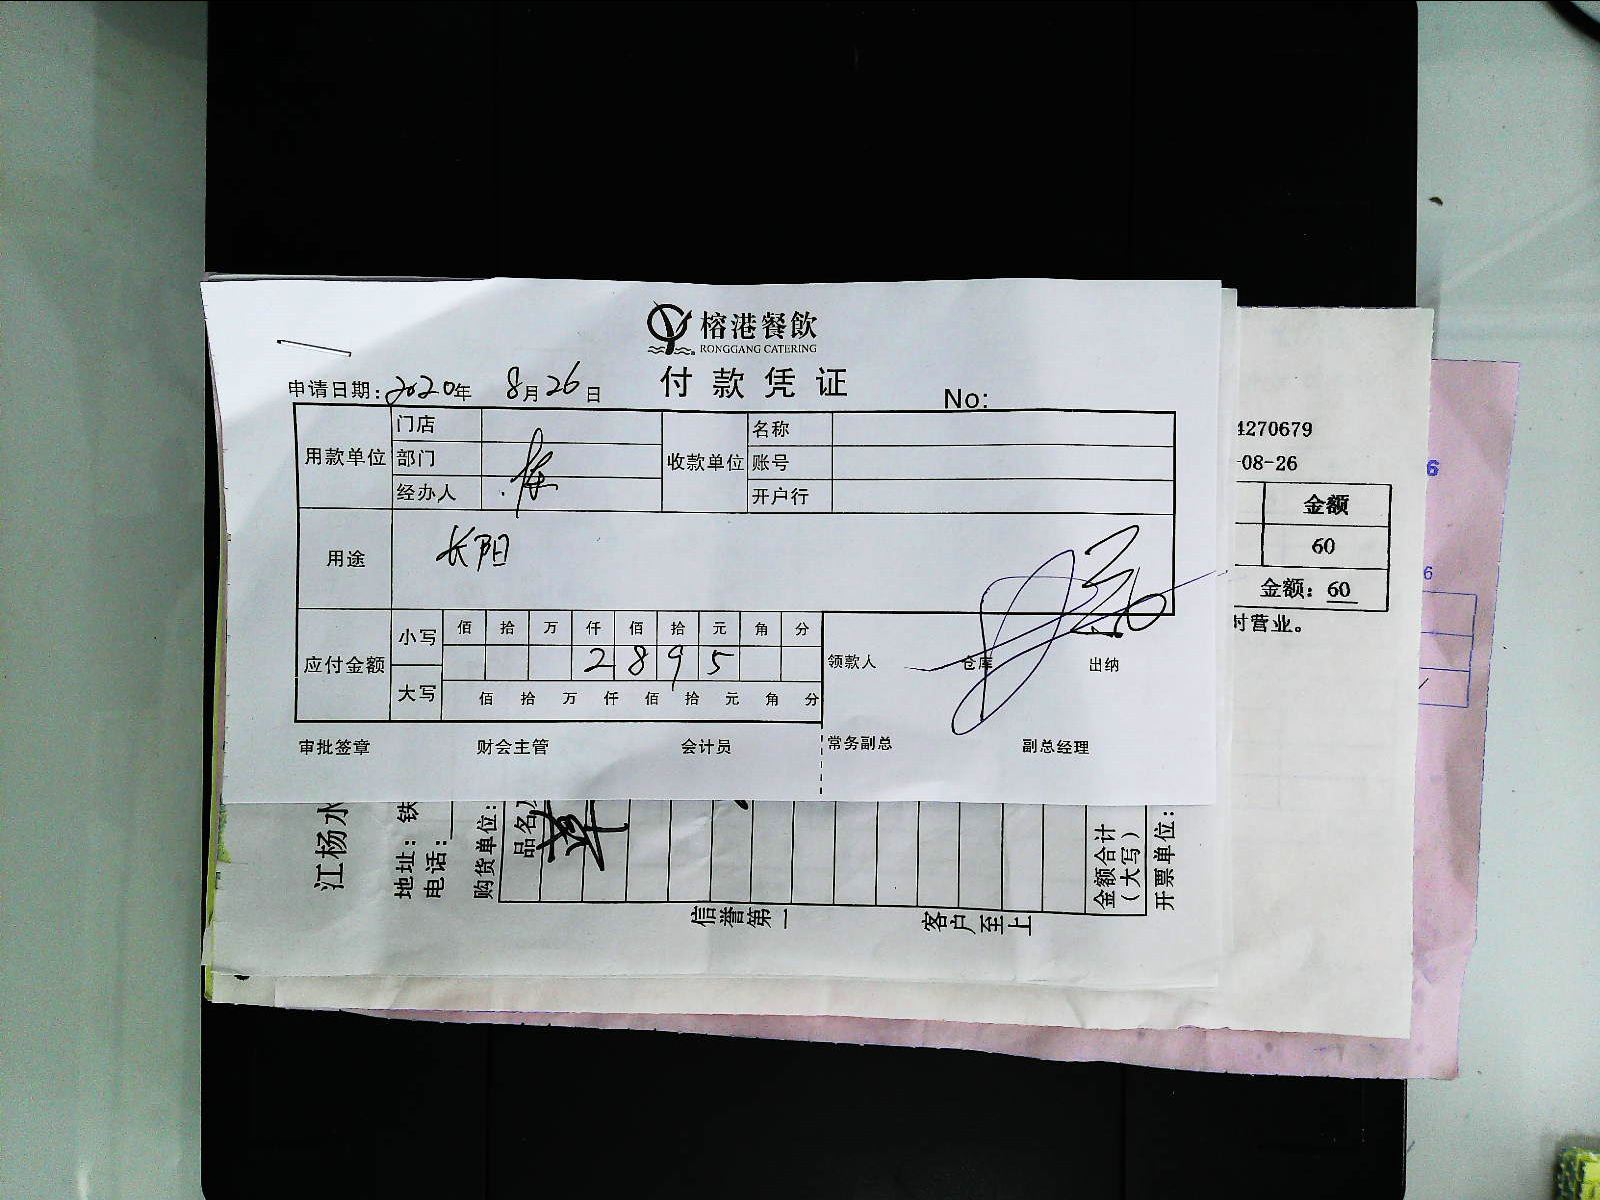 榕港餐飲
RONGGANG CATERING
付款凭证
申请日期: 2020年 8月26日
No:
用款单位
门店
部门
经办人
收款单位
名称
账号
开户行
用途
长阳
应付金额
小写
佰 拾 万 仟 佰 拾 元 角 分
2 8 9 5
大写
佰 拾 万 仟 佰 拾 元 角 分
领款人 仓库 出纳
审批签章 财会主管 会计员 常务副总 副总经理
4270679
-08-26
金额
60
金额: 60
时营业。
6
6
江杨水
地址: 铁
电话:
购货单位:
品名
金额合计
(大写)
开票单位:
信誉第一 客户至上